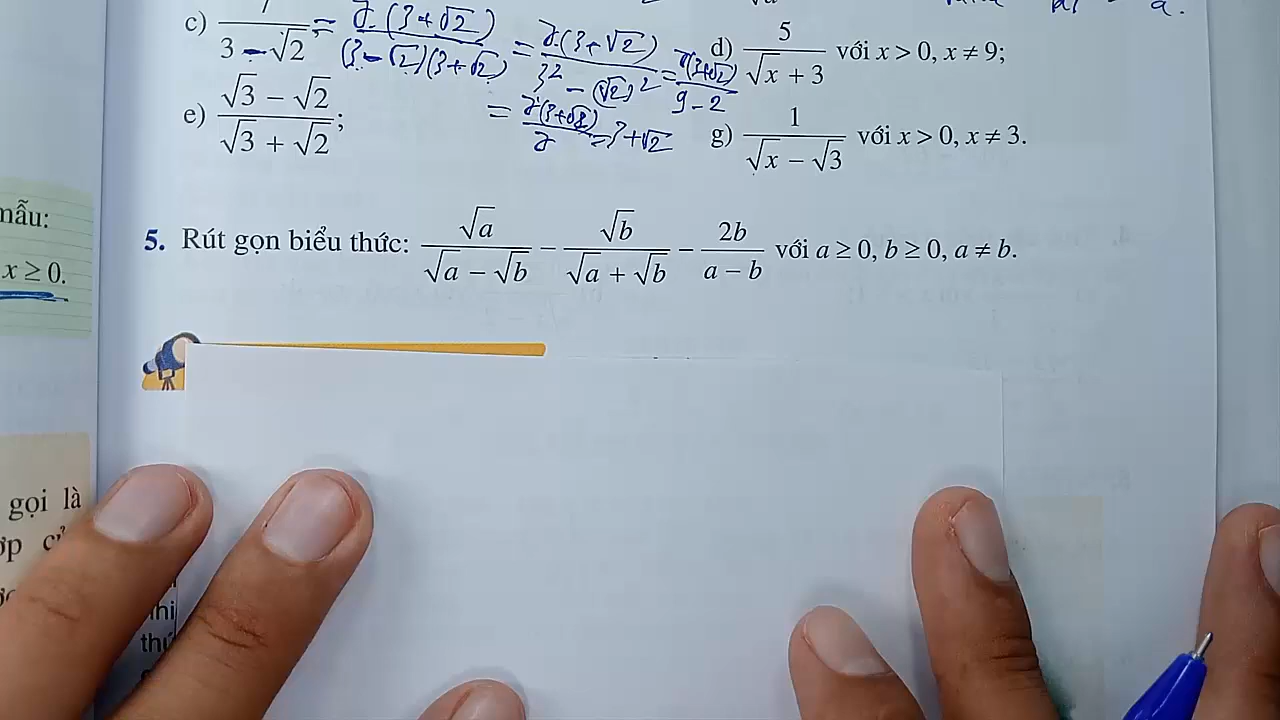 c) 7/(3 - √2) = 7(3+√2)/((3-√2)(3+√2)) = 7(3+√2)/(3² - (√2)²) = 7(3+√2)/(9-2)
= 7(3+√2)/7 = 3+√2
d) 5/(√x + 3) với x > 0, x ≠ 9;
e) (√3 − √2)/(√3 + √2);
g) 1/(√x − √3) với x > 0, x ≠ 3.
mẫu:
x ≥ 0.
5. Rút gọn biểu thức: √a/(√a − √b) − √b/(√a + √b) − 2b/(a − b) với a ≥ 0, b ≥ 0, a ≠ b.
gọi là